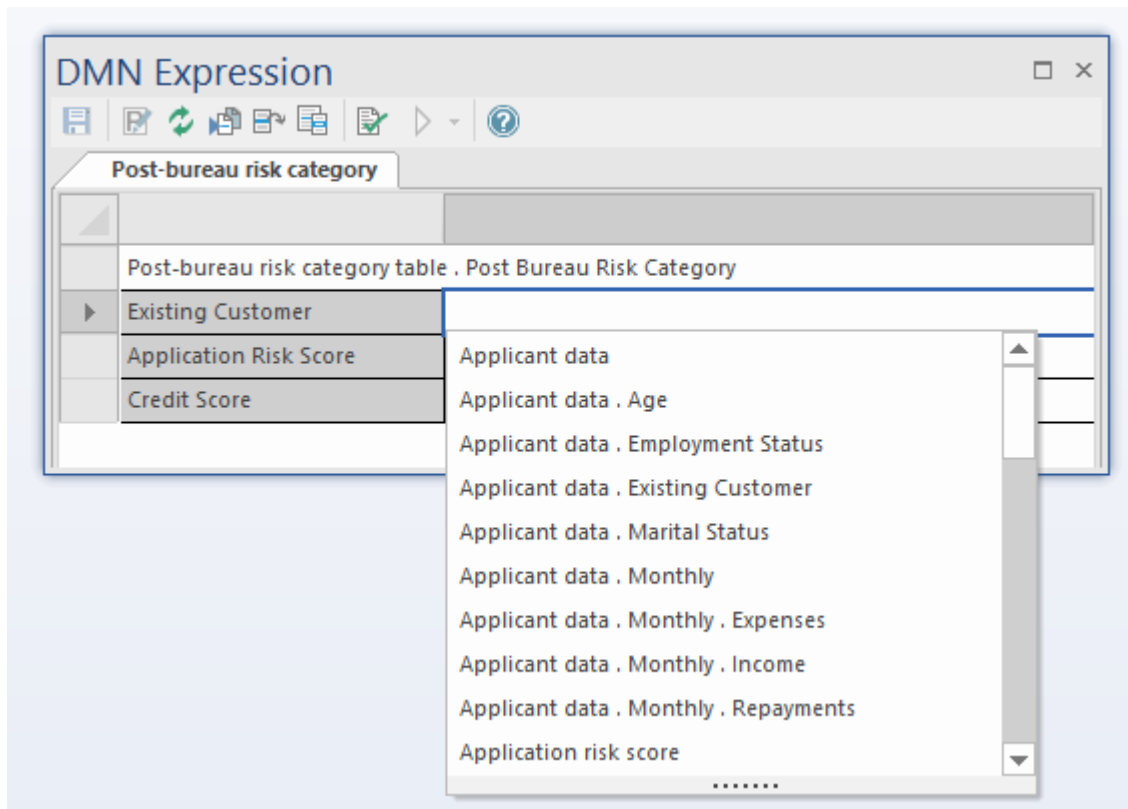 DMN Expression
Post-bureau risk category
Post-bureau risk category table . Post Bureau Risk Category
Existing Customer
Application Risk Score
Credit Score
Applicant data
Applicant data . Age
Applicant data . Employment Status
Applicant data . Existing Customer
Applicant data . Marital Status
Applicant data . Monthly
Applicant data . Monthly . Expenses
Applicant data . Monthly . Income
Applicant data . Monthly . Repayments
Application risk score